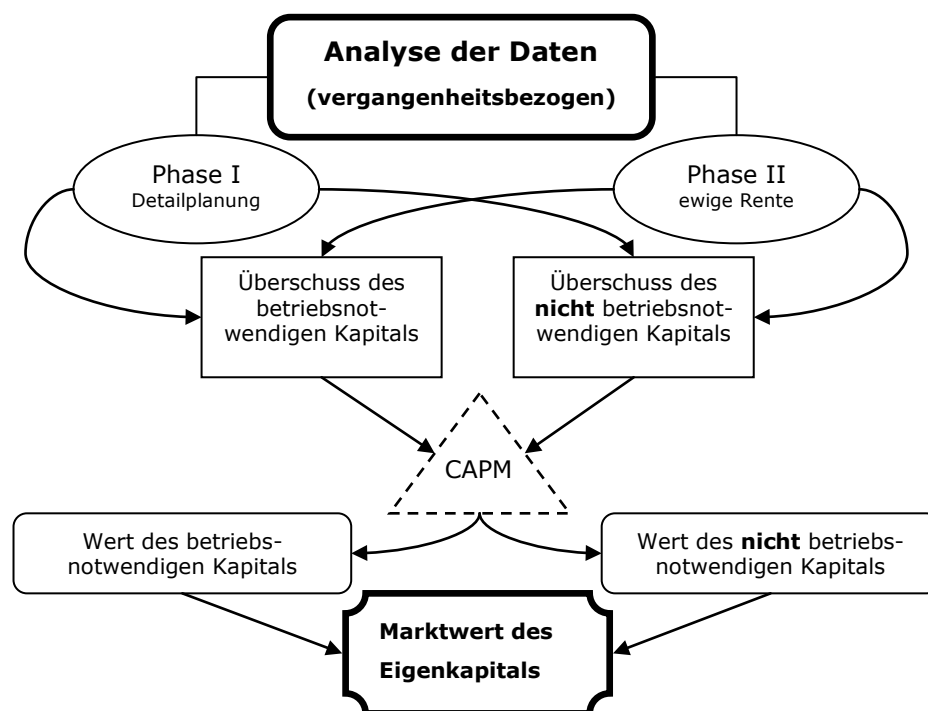 Analyse der Daten
(vergangenheitsbezogen)
Phase I
Detailplanung
Phase II
ewige Rente
Überschuss des
betriebsnot-
wendigen Kapitals
Überschuss des
nicht betriebsnot-
wendigen Kapitals
CAPM
Wert des betriebs-
notwendigen Kapitals
Wert des nicht betriebs-
notwendigen Kapitals
Marktwert des
Eigenkapitals